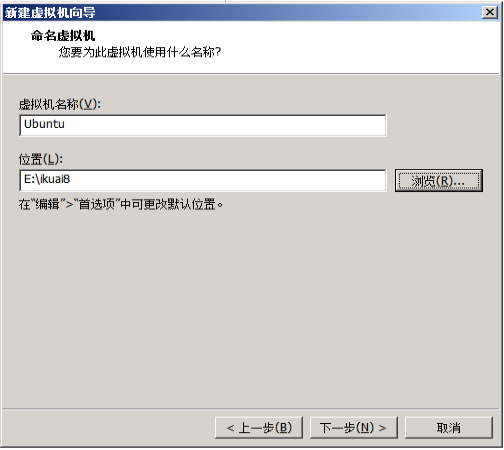 新建虚拟机向导
命名虚拟机
您要为此虚拟机使用什么名称?
虚拟机名称(V):
Ubuntu
位置(L):
E:\ikuai8
浏览(R)...
在"编辑">"首选项"中可更改默认位置。
< 上一步(B)
下一步(N) >
取消